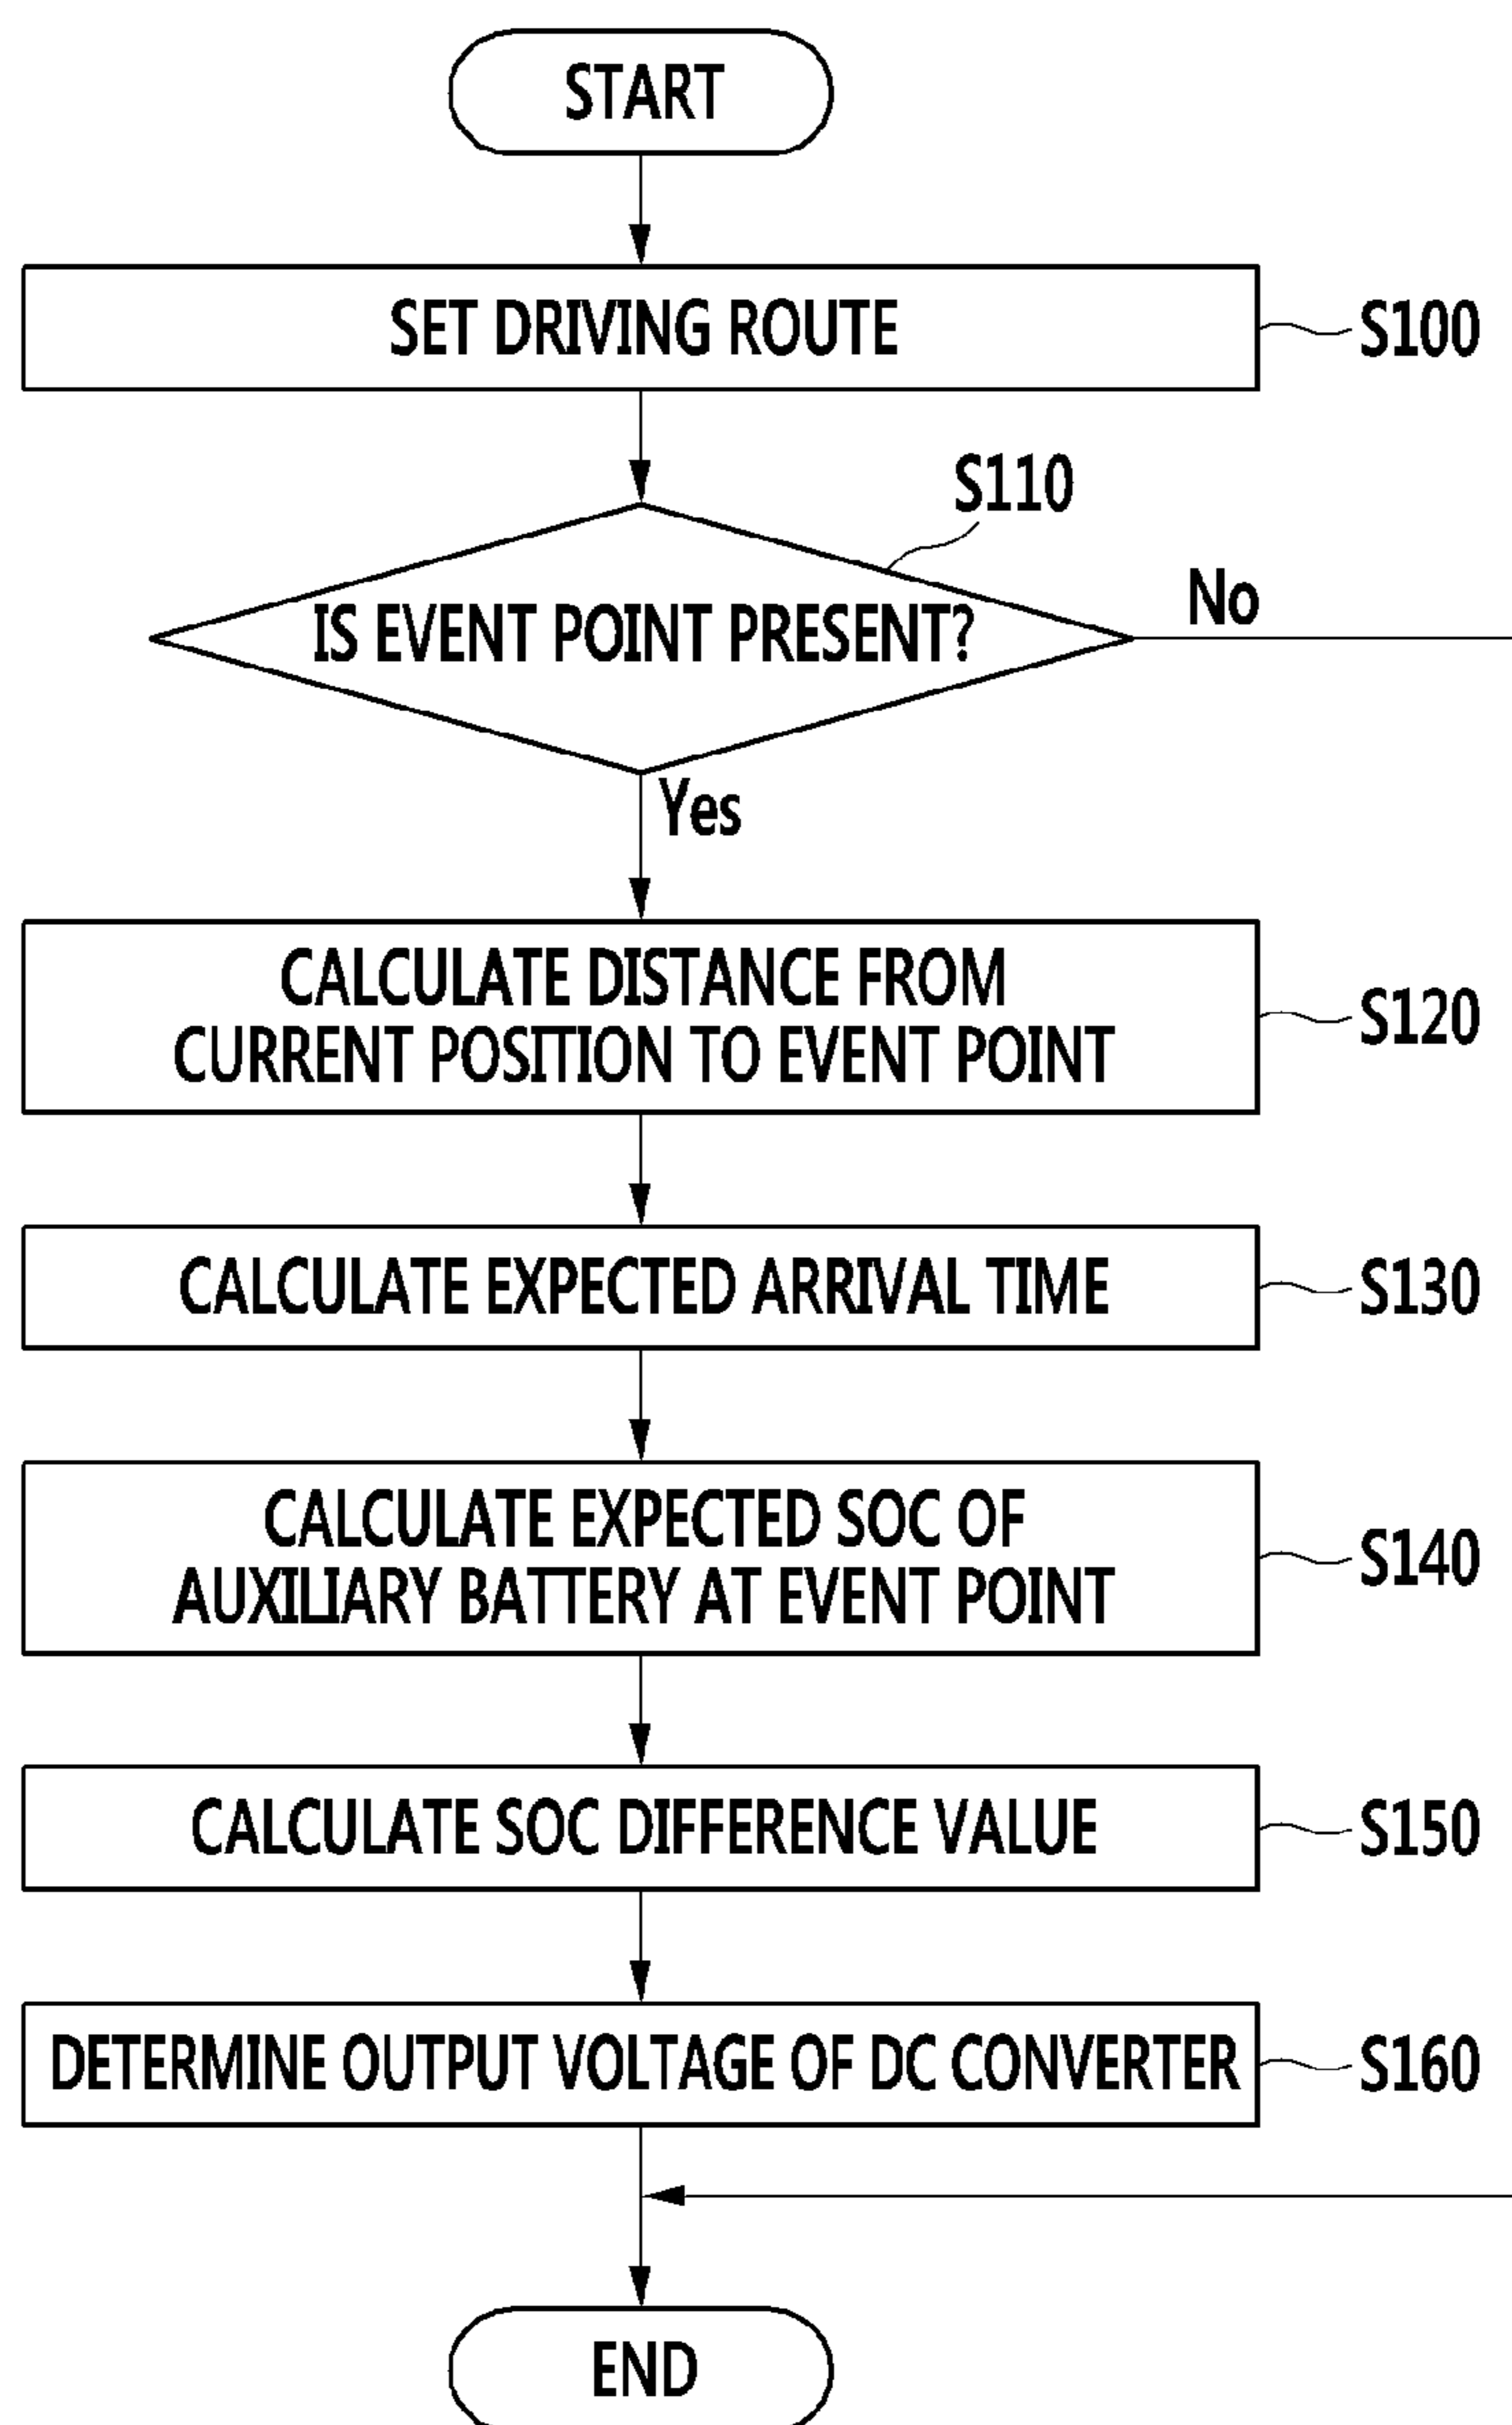 START
SET DRIVING ROUTE
S100
S110
IS EVENT POINT PRESENT?
No
Yes
CALCULATE DISTANCE FROM
CURRENT POSITION TO EVENT POINT
S120
CALCULATE EXPECTED ARRIVAL TIME
S130
CALCULATE EXPECTED SOC OF
AUXILIARY BATTERY AT EVENT POINT
S140
CALCULATE SOC DIFFERENCE VALUE
S150
DETERMINE OUTPUT VOLTAGE OF DC CONVERTER
S160
END